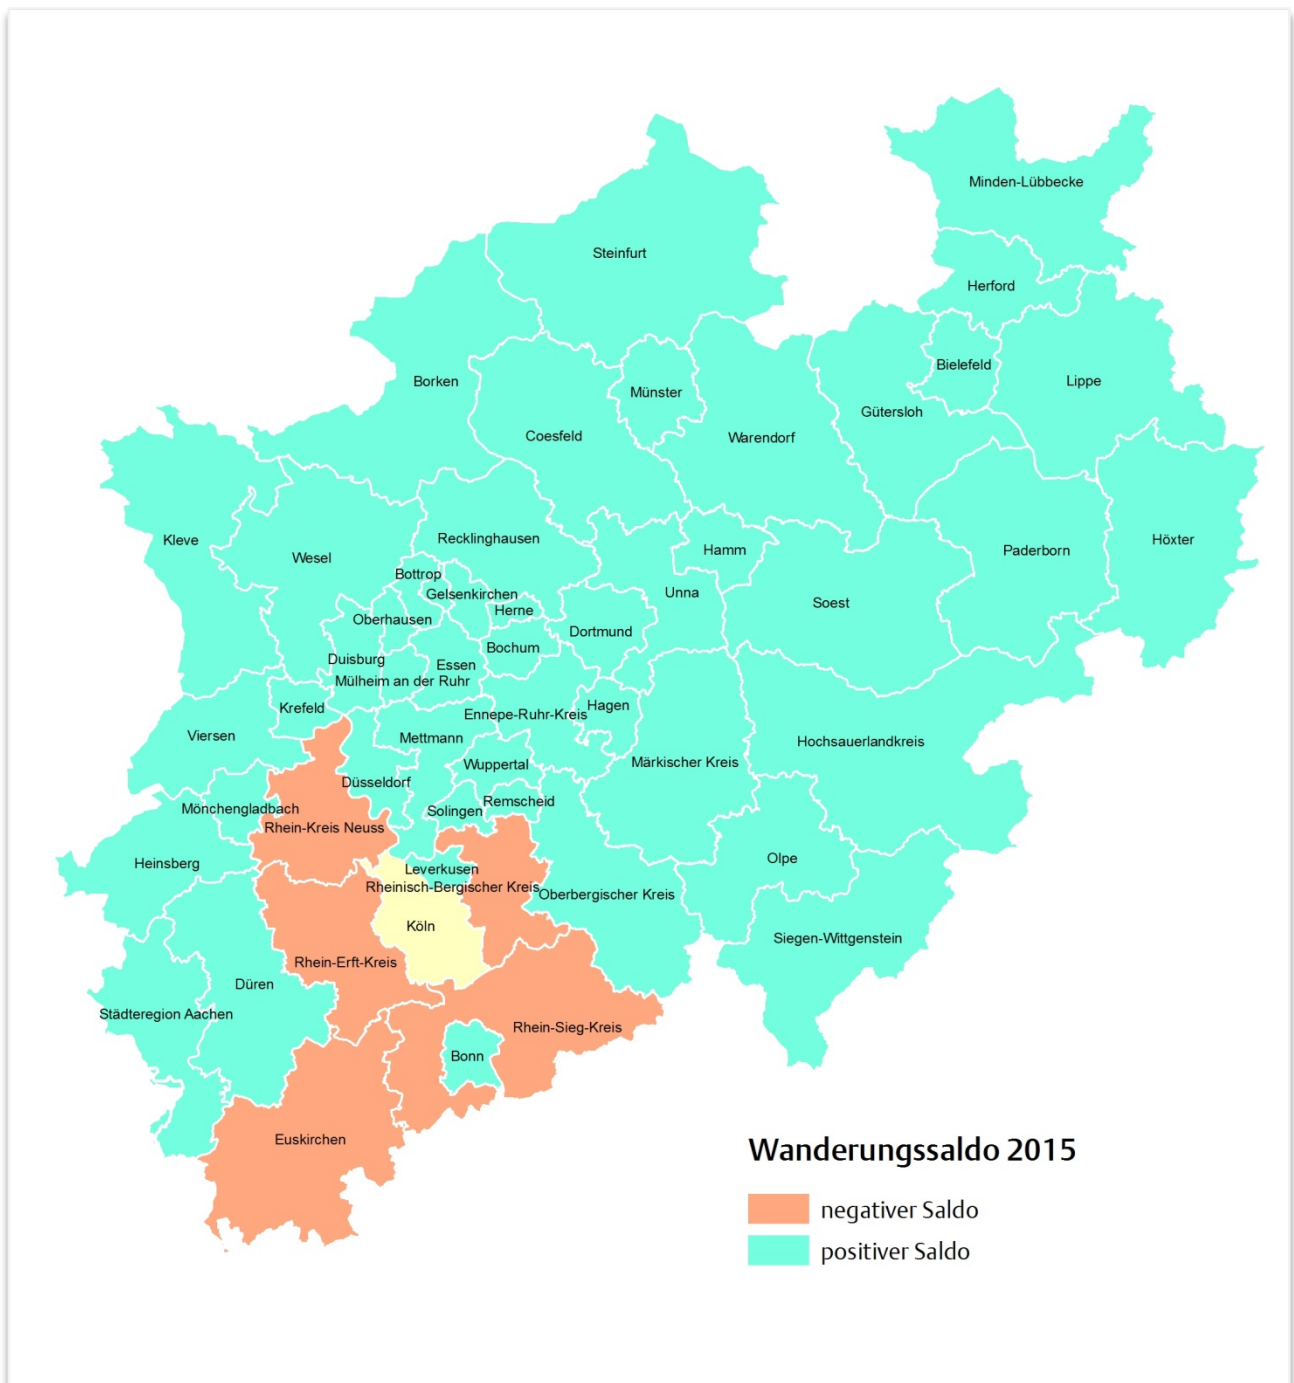 Minden-Lübbecke
Steinfurt
Herford
Bielefeld
Borken
Lippe
Münster
Gütersloh
Coesfeld
Warendorf
Recklinghausen
Kleve
Höxter
Hamm
Paderborn
Wesel
Bottrop
Gelsenkirchen
Unna
Soest
Herne
Oberhausen
Dortmund
Bochum
Duisburg
Essen
Mülheim an der Ruhr
Krefeld
Hagen
Ennepe-Ruhr-Kreis
Viersen
Mettmann
Hochsauerlandkreis
Wuppertal
Märkischer Kreis
Düsseldorf
Remscheid
Mönchengladbach
Solingen
Rhein-Kreis Neuss
Olpe
Heinsberg
Leverkusen
Rheinisch-Bergischer Kreis
Oberbergischer Kreis
Köln
Siegen-Wittgenstein
Rhein-Erft-Kreis
Düren
Städteregion Aachen
Rhein-Sieg-Kreis
Bonn
Euskirchen
Wanderungssaldo 2015
negativer Saldo
positiver Saldo